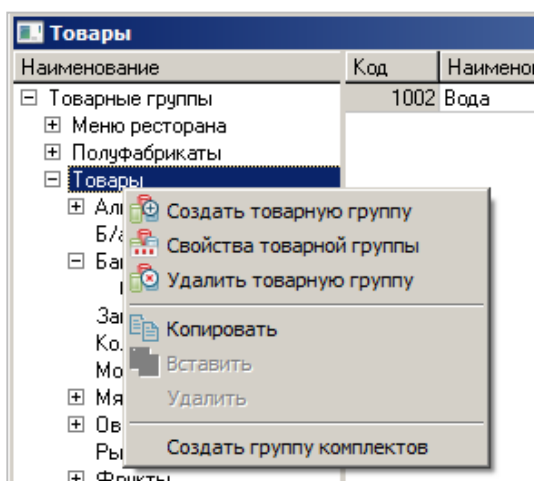 Товары
Наименование Код
1002 Вода
Товарные группы
Меню ресторана
Полуфабрикаты
Товары
Создать товарную группу
Б/а
Свойства товарной группы
Удалить товарную группу
Копировать
Вставить
Удалить
Создать группу комплектов
Фрукты